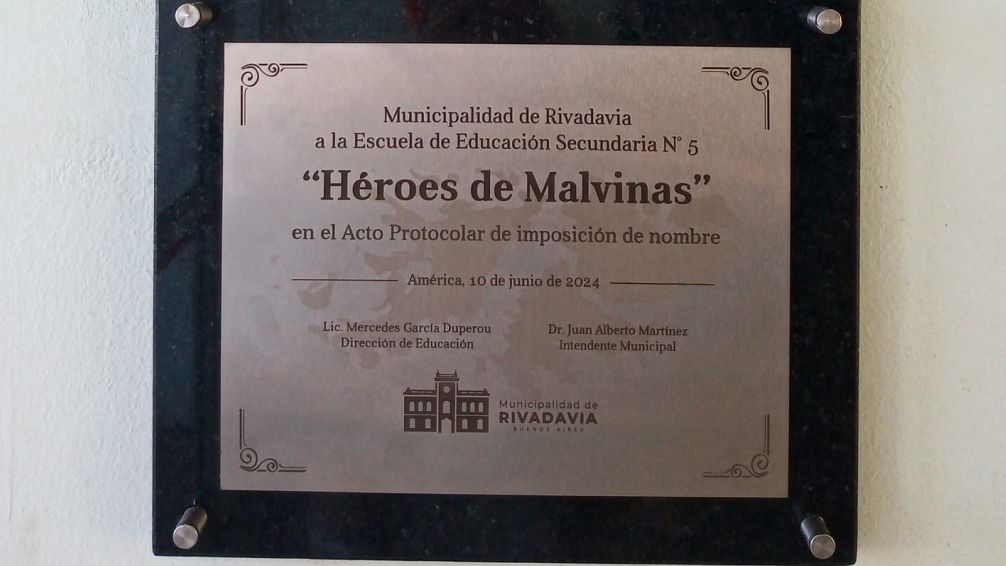 Municipalidad de Rivadavia
a la Escuela de Educación Secundaria N° 5
“Héroes de Malvinas”
en el Acto Protocolar de imposición de nombre
América, 10 de junio de 2024
Lic. Mercedes García Duperou
Dirección de Educación
Dr. Juan Alberto Martínez
Intendente Municipal
Municipalidad de
RIVADAVIA
BUENOS AIRES